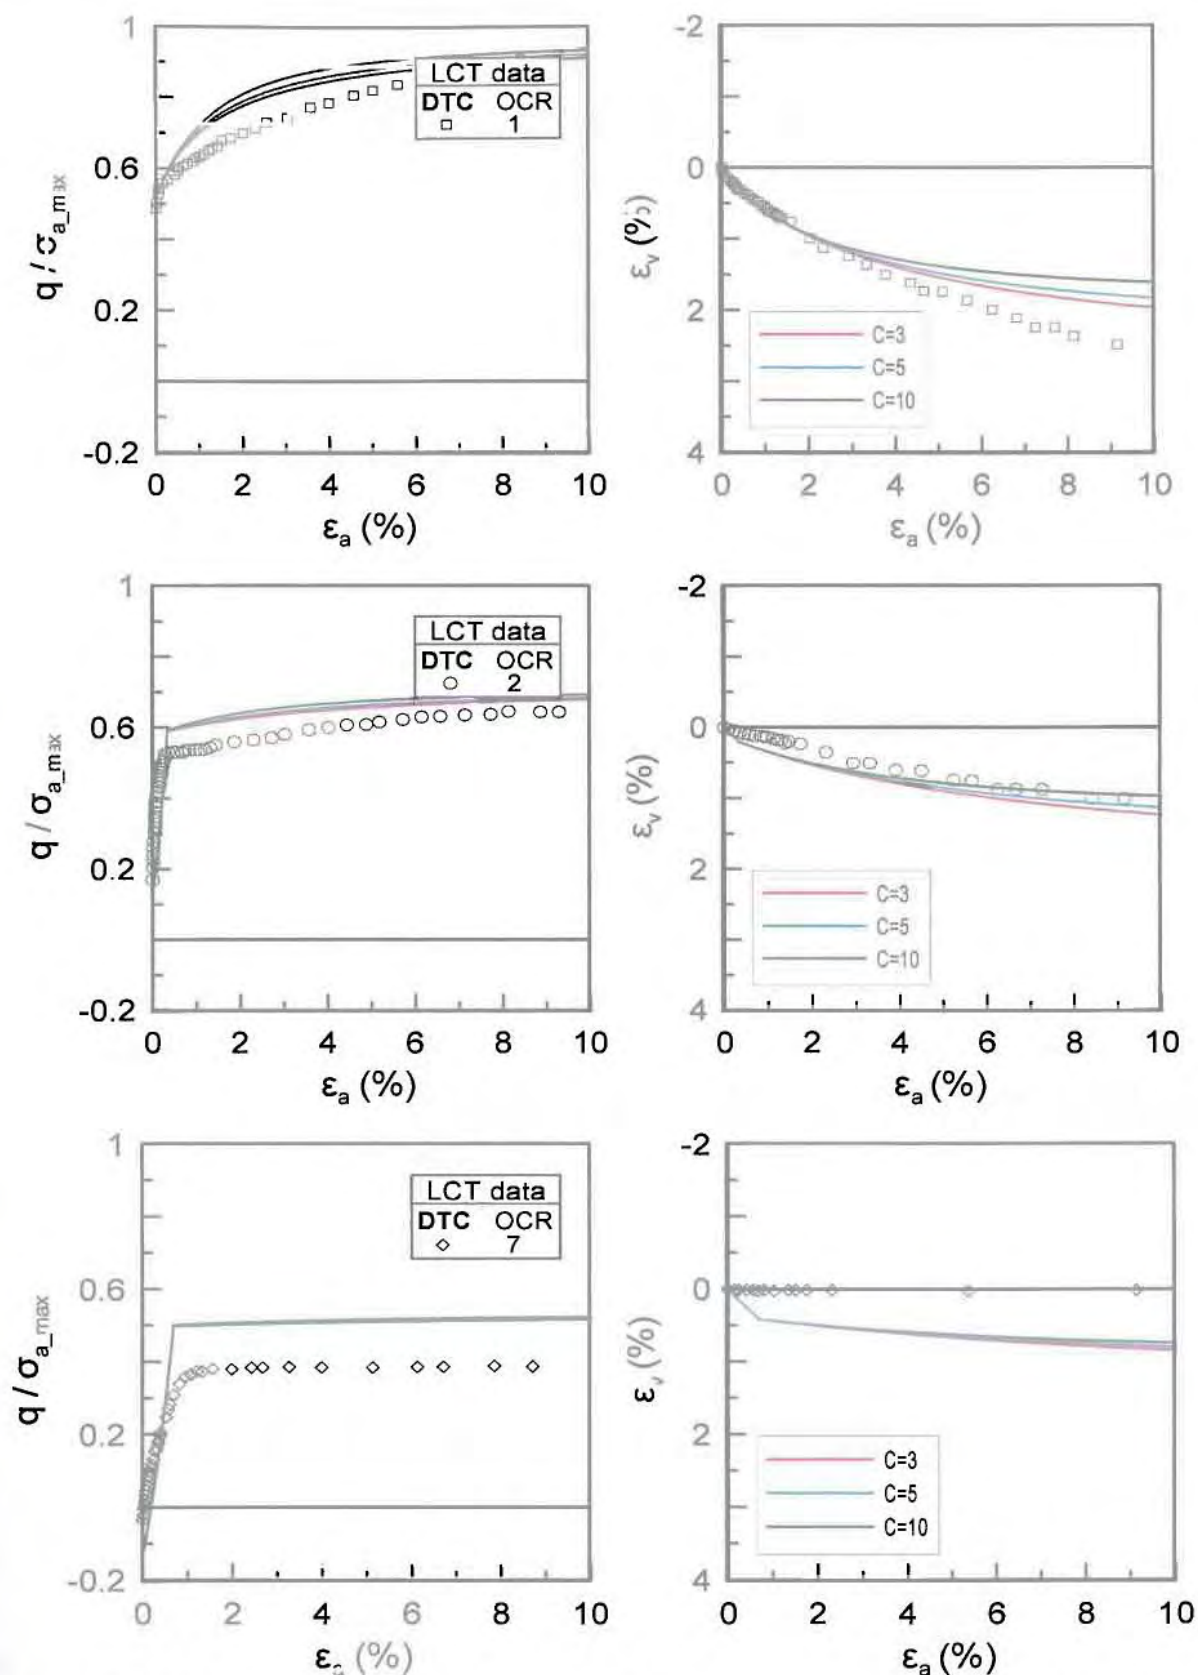 1
0.6
0.2
-0.2
0 2 4 6 8 10
q / σa_max
εa (%)
LCT data
DTC OCR
□ 1
-2
0
2
4
0 2 4 6 8 10
εv (%)
εa (%)
C=3
C=5
C=10
1
0.6
0.2
-0.2
0 2 4 6 8 10
q / σa_max
εa (%)
LCT data
DTC OCR
○ 2
-2
0
2
4
0 2 4 6 8 10
εv (%)
εa (%)
C=3
C=5
C=10
1
0.6
0.2
-0.2
0 2 4 6 8 10
q / σa_max
εa (%)
LCT data
DTC OCR
◇ 7
-2
0
2
4
0 2 4 6 8 10
εv (%)
εa (%)
C=3
C=5
C=10